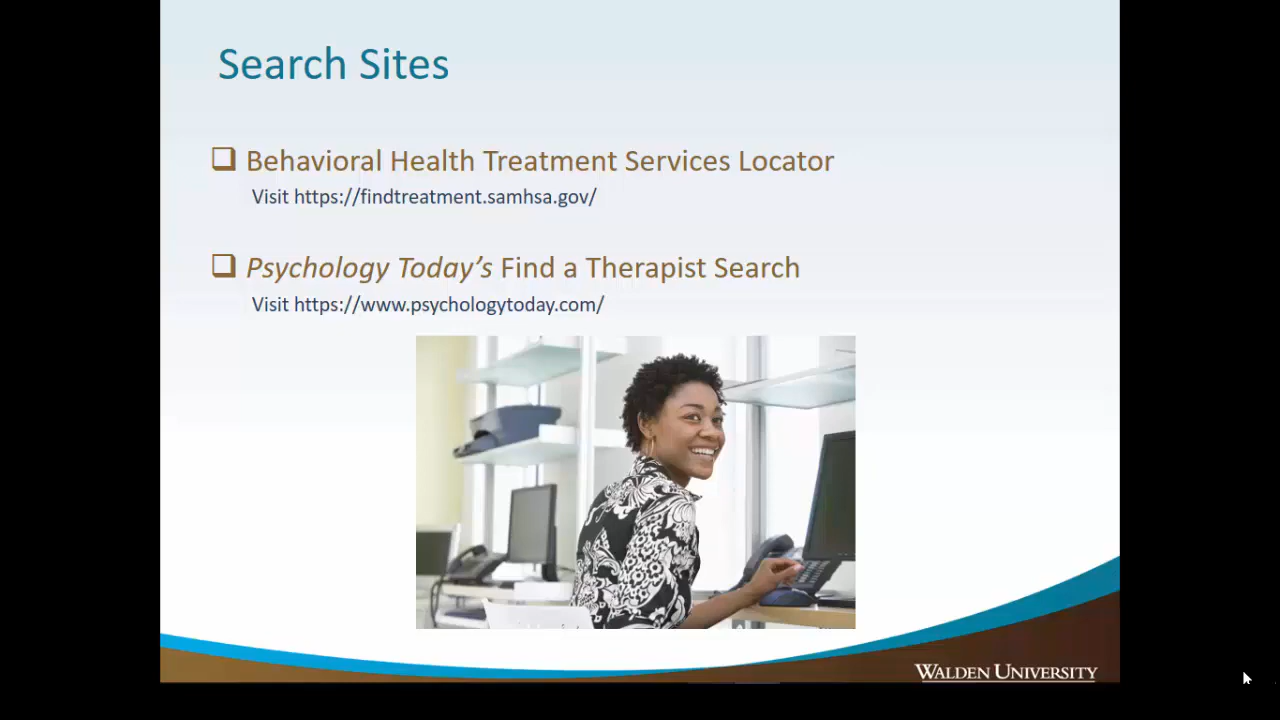 Search Sites
Behavioral Health Treatment Services Locator
Visit https://findtreatment.samhsa.gov/
Psychology Today’s Find a Therapist Search
Visit https://www.psychologytoday.com/
WALDEN UNIVERSITY